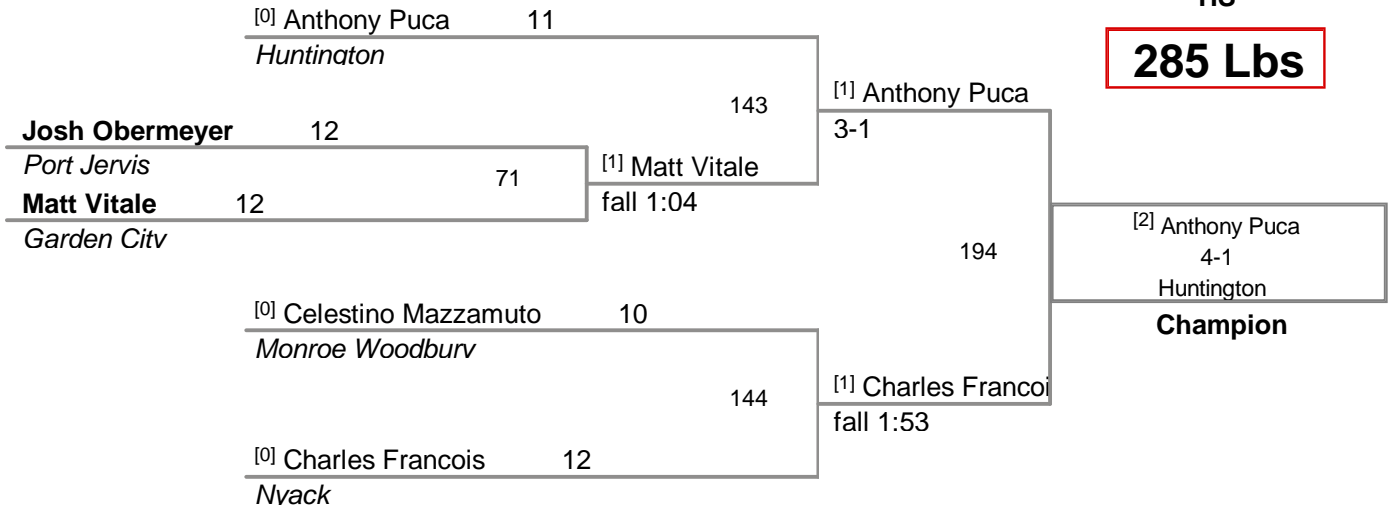 HS
285 Lbs
[0] Anthony Puca 11
Huntington
143
[1] Anthony Puca
3-1
Josh Obermeyer 12
Port Jervis
71
[1] Matt Vitale
fall 1:04
Matt Vitale 12
Garden City
194
[2] Anthony Puca
4-1
Huntington
Champion
[0] Celestino Mazzamuto 10
Monroe Woodbury
144
[1] Charles Francoi
fall 1:53
[0] Charles Francois 12
Nyack